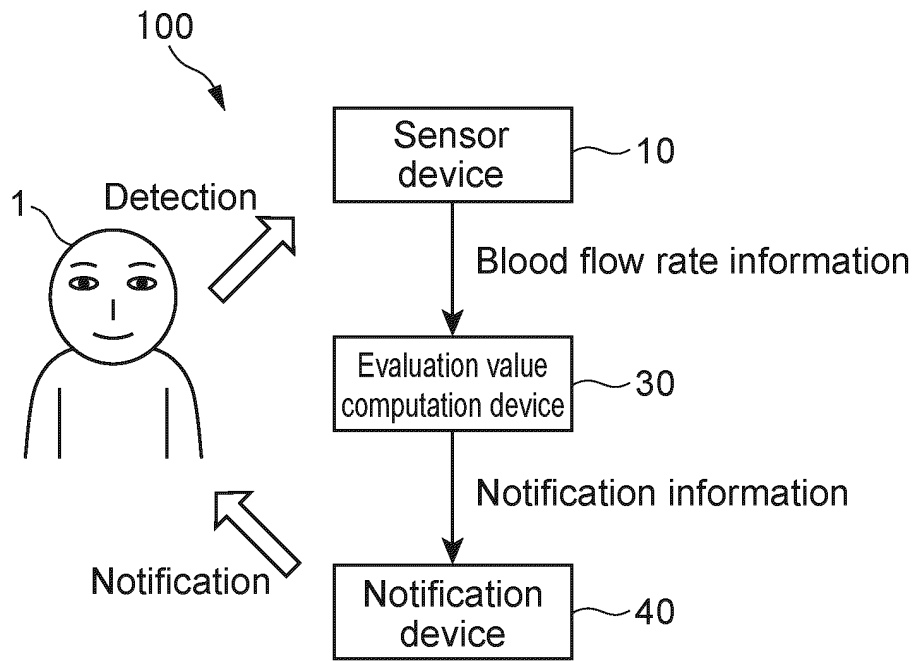 100
Sensor
device
10
Detection
1
Blood flow rate information
Evaluation value
computation device
30
Notification information
Notification
Notification
device
40